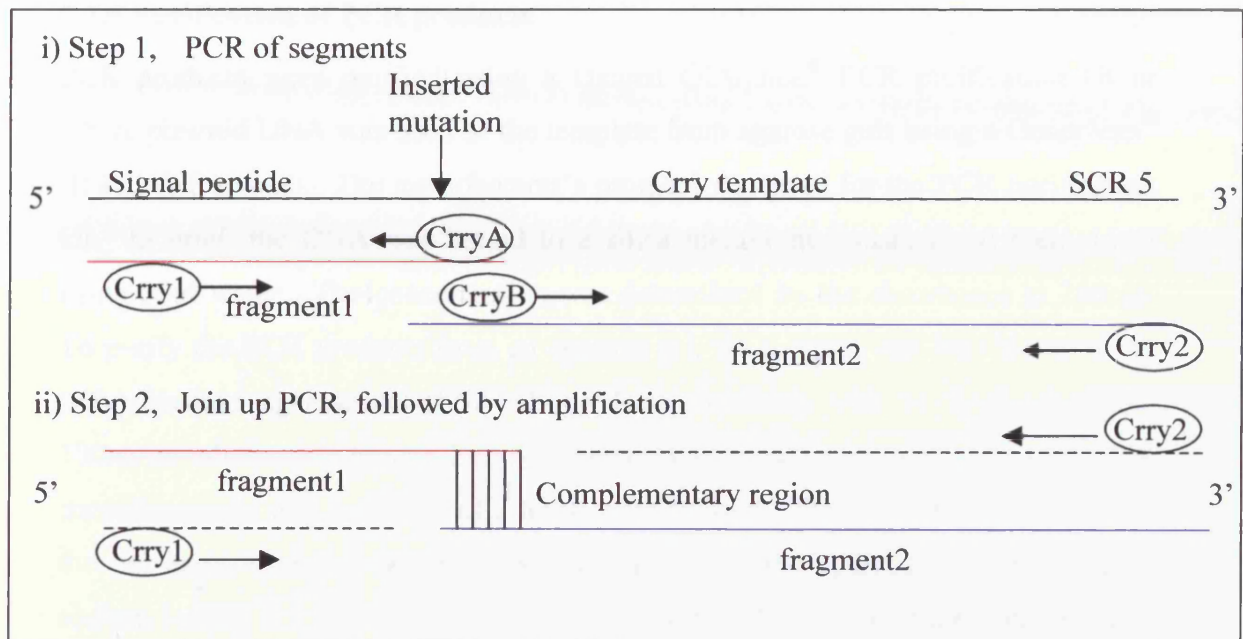 i) Step 1, PCR of segments
Inserted
mutation
Signal peptide Crry template SCR 5
5’ 3’
CrryA
Crry1 fragment1 CrryB
fragment2 Crry2
ii) Step 2, Join up PCR, followed by amplification
Crry2
fragment1
5’ Complementary region 3’
Crry1
fragment2